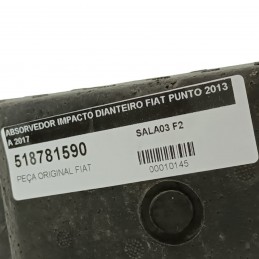 ABSORVEDOR IMPACTO DIANTEIRO FIAT PUNTO 2013
A 2017
518781590
SALA03 F2
PEÇA ORIGINAL FIAT
00010145